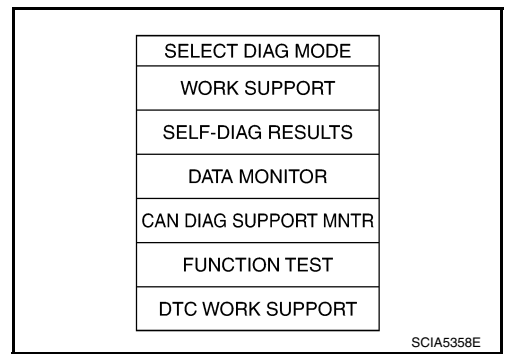 SELECT DIAG MODE
WORK SUPPORT
SELF-DIAG RESULTS
DATA MONITOR
CAN DIAG SUPPORT MNTR
FUNCTION TEST
DTC WORK SUPPORT
SCIA5358E